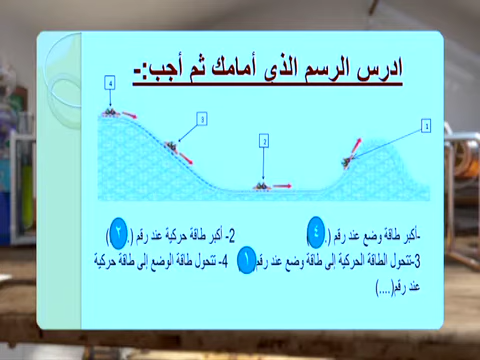 ادرس الرسم الذي أمامك ثم أجب:-
4
3
2
1
-أكبر طاقة وضع عند رقم (.٤) 2- أكبر طاقة حركية عند رقم (.٢)
3-تتحول الطاقة الحركية إلى طاقة وضع عند رقم ١ 4- تتحول طاقة الوضع إلى طاقة حركية
عند رقم(....)